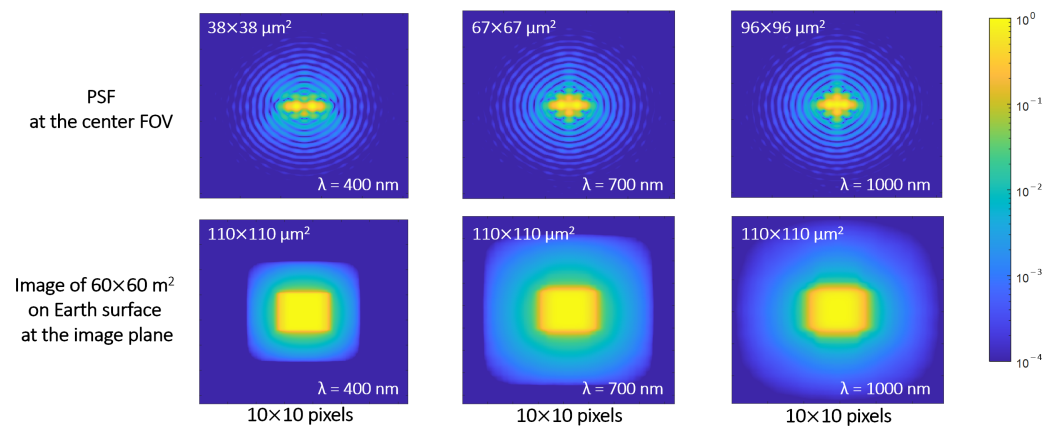 38×38 µm²
67×67 µm²
96×96 µm²
PSF
at the center FOV
λ = 400 nm
λ = 700 nm
λ = 1000 nm
10⁰
10⁻¹
10⁻²
10⁻³
10⁻⁴
110×110 µm²
110×110 µm²
110×110 µm²
Image of 60×60 m²
on Earth surface
at the image plane
λ = 400 nm
λ = 700 nm
λ = 1000 nm
10×10 pixels
10×10 pixels
10×10 pixels